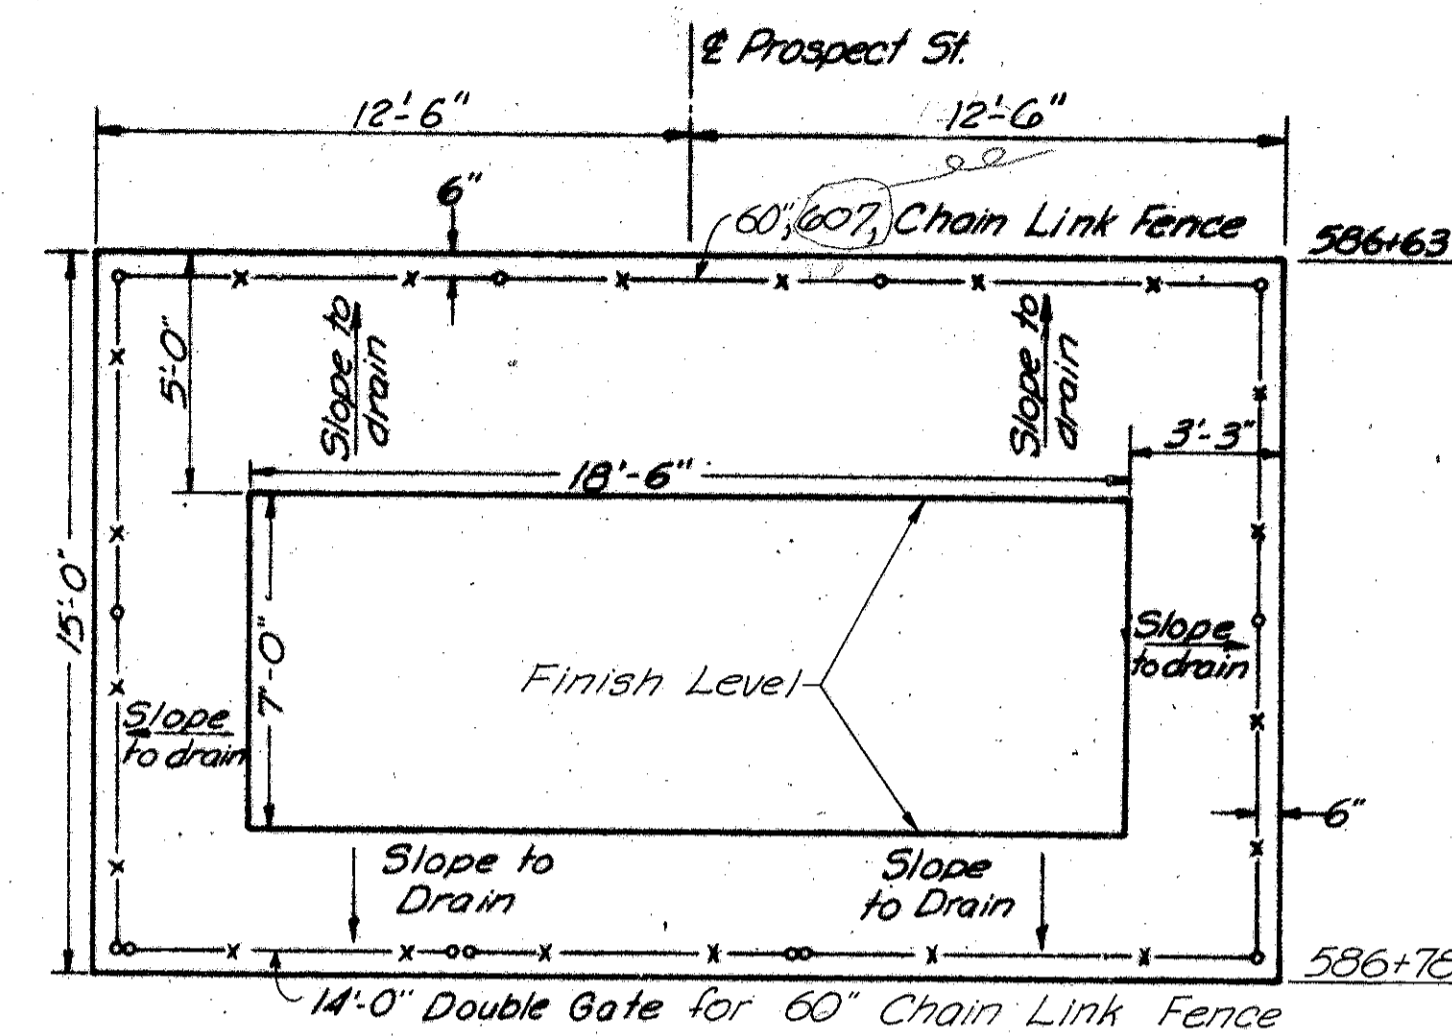 ℄ Prospect St.
12'-6" 12'-6"
6"
60", 607, Chain Link Fence
586+63
5'-0"
Slope to
drain
Slope to
drain
3'-3"
18'-6"
15'-0"
7'-0"
Finish Level
Slope
to drain
Slope
to drain
6"
Slope to
Drain
Slope
to Drain
586+78
14'-0" Double Gate for 60" Chain Link Fence